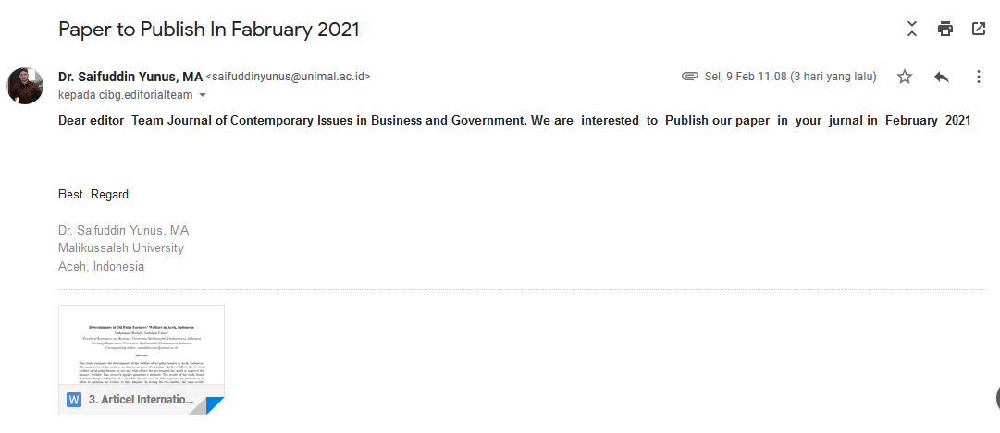 Paper to Publish In Fabruary 2021
Dr. Saifuddin Yunus, MA <saifuddinyunus@unimal.ac.id>
Sel, 9 Feb 11.08 (3 hari yang lalu)
kepada cibg.editorialteam
Dear editor Team Journal of Contemporary Issues in Business and Government. We are interested to Publish our paper in your jurnal in February 2021
Best Regard
Dr. Saifuddin Yunus, MA
Malikussaleh University
Aceh, Indonesia
Determinants of Oil Palm Farmers' Welfare in Aceh, Indonesia
Abstract
W 3. Articel Internatio...